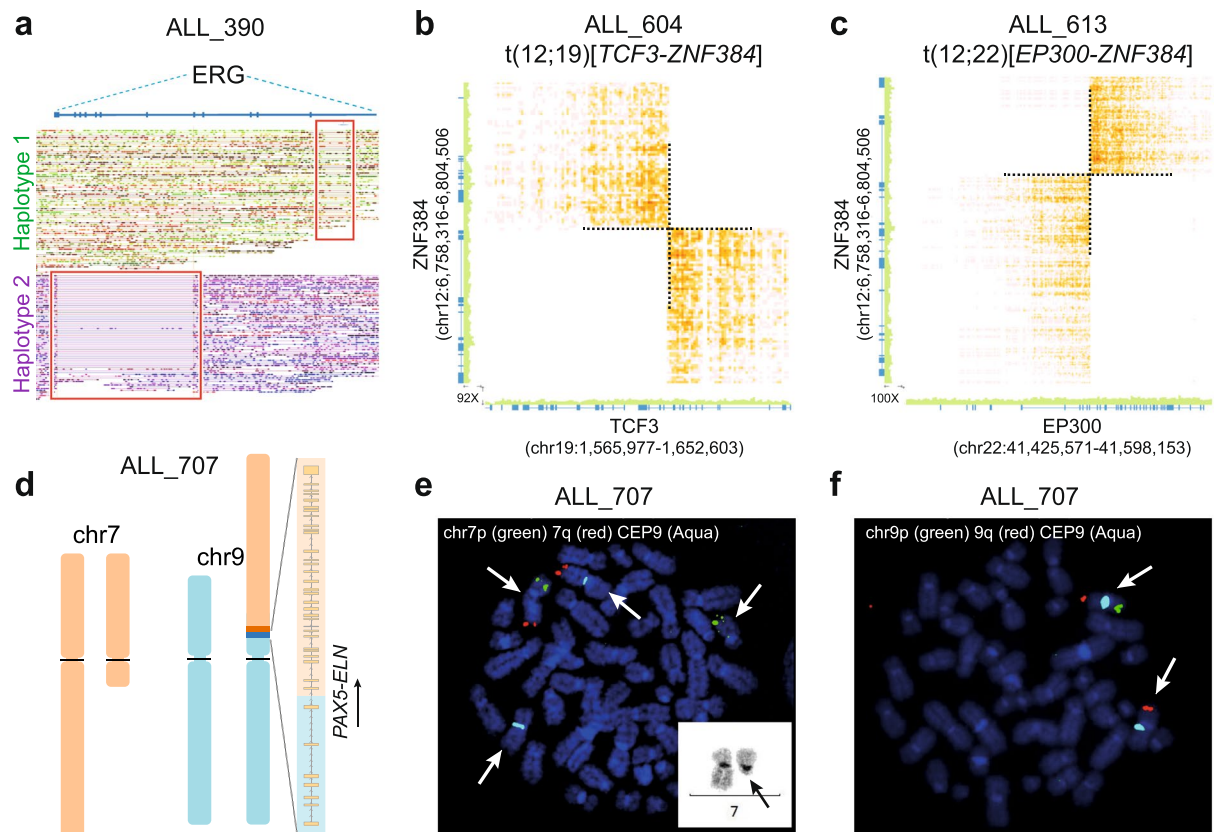 a
ALL_390
ERG
Haplotype 1
Haplotype 2
b
ALL_604
t(12;19)[TCF3-ZNF384]
ZNF384
(chr12:6,758,316-6,804,506
92X
TCF3
(chr19:1,565,977-1,652,603)
c
ALL_613
t(12;22)[EP300-ZNF384]
ZNF384
(chr12:6,758,316-6,804,506
100X
EP300
(chr22:41,425,571-41,598,153)
d
ALL_707
chr7
chr9
PAX5-ELN
e
ALL_707
chr7p (green) 7q (red) CEP9 (Aqua)
7
f
ALL_707
chr9p (green) 9q (red) CEP9 (Aqua)